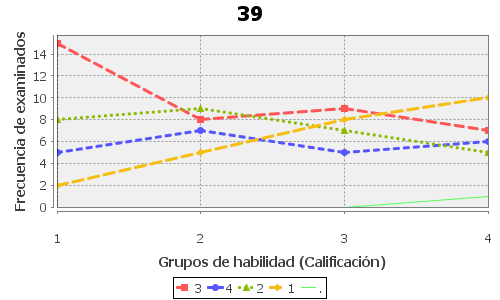 39
Frecuencia de examinados
14
12
10
8
6
4
2
0
1 2 3 4
Grupos de habilidad (Calificación)
3 4 2 1 .